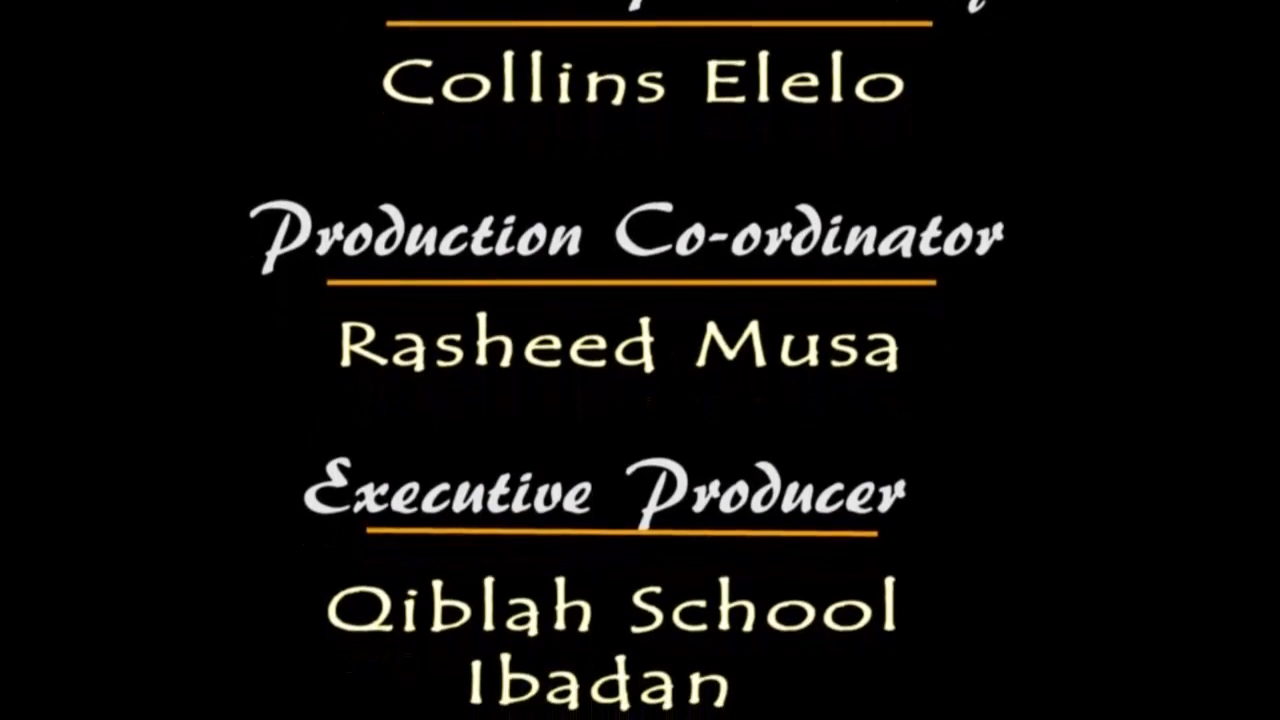 Collins Elelo
Production Co-ordinator
Rasheed Musa
Executive Producer
Qiblah School
Ibadan